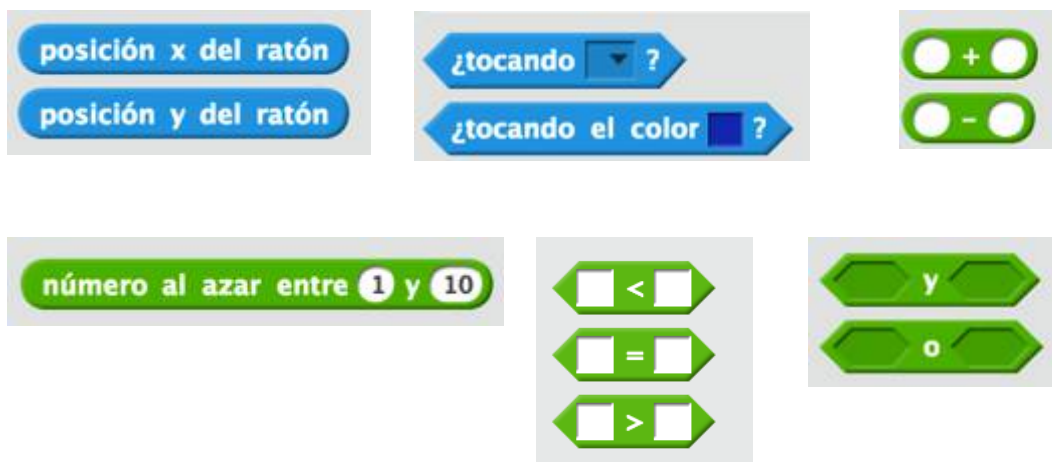 posición x del ratón
posición y del ratón
¿tocando ?
¿tocando el color ?
+
-
número al azar entre 1 y 10
<
=
>
y
o